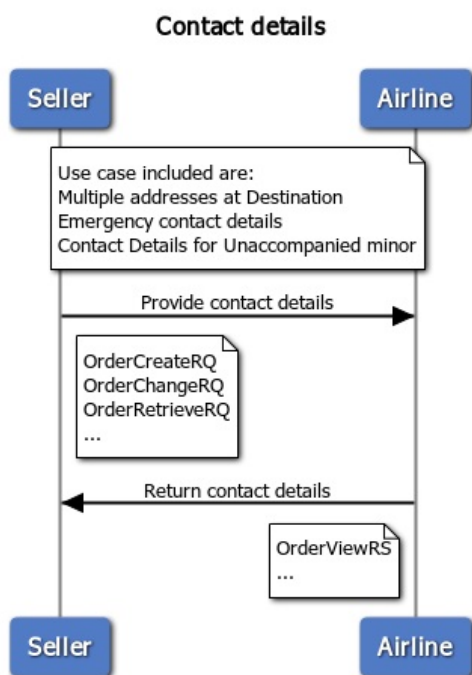 Contact details
Seller
Airline
Use case included are:
Multiple addresses at Destination
Emergency contact details
Contact Details for Unaccompanied minor
Provide contact details
OrderCreateRQ
OrderChangeRQ
OrderRetrieveRQ
...
Return contact details
OrderViewRS
...
Seller
Airline